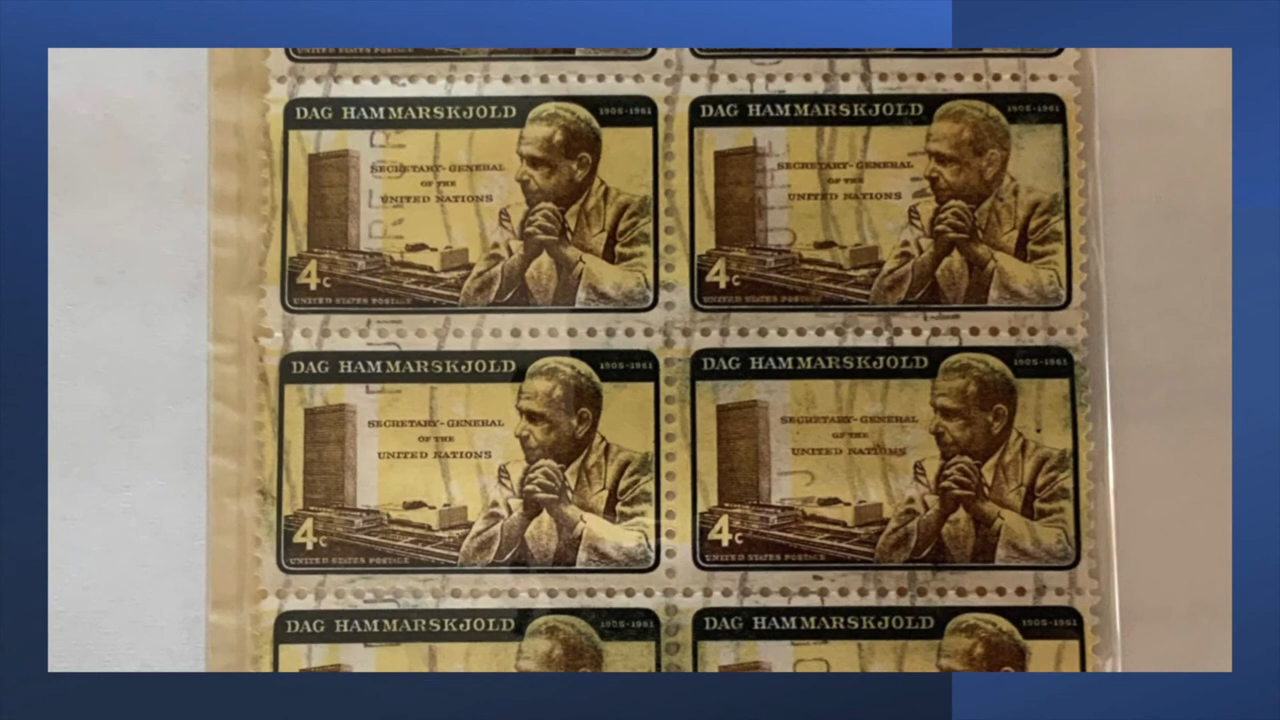 UNITED STATES POSTAGE
DAG HAMMARSKJOLD 1905-1961
SECRETARY-GENERAL
OF THE
UNITED NATIONS
4c
UNITED STATES POSTAGE
DAG HAMMARSKJOLD 1905-1961
SECRETARY-GENERAL
OF THE
UNITED NATIONS
4c
UNITED STATES POSTAGE
DAG HAMMARSKJOLD 1905-1961
SECRETARY-GENERAL
OF THE
UNITED NATIONS
4c
UNITED STATES POSTAGE
DAG HAMMARSKJOLD 1905-1961
SECRETARY-GENERAL
OF THE
UNITED NATIONS
4c
UNITED STATES POSTAGE
DAG HAMMARSKJOLD 1905-1961
DAG HAMMARSKJOLD 1905-1961